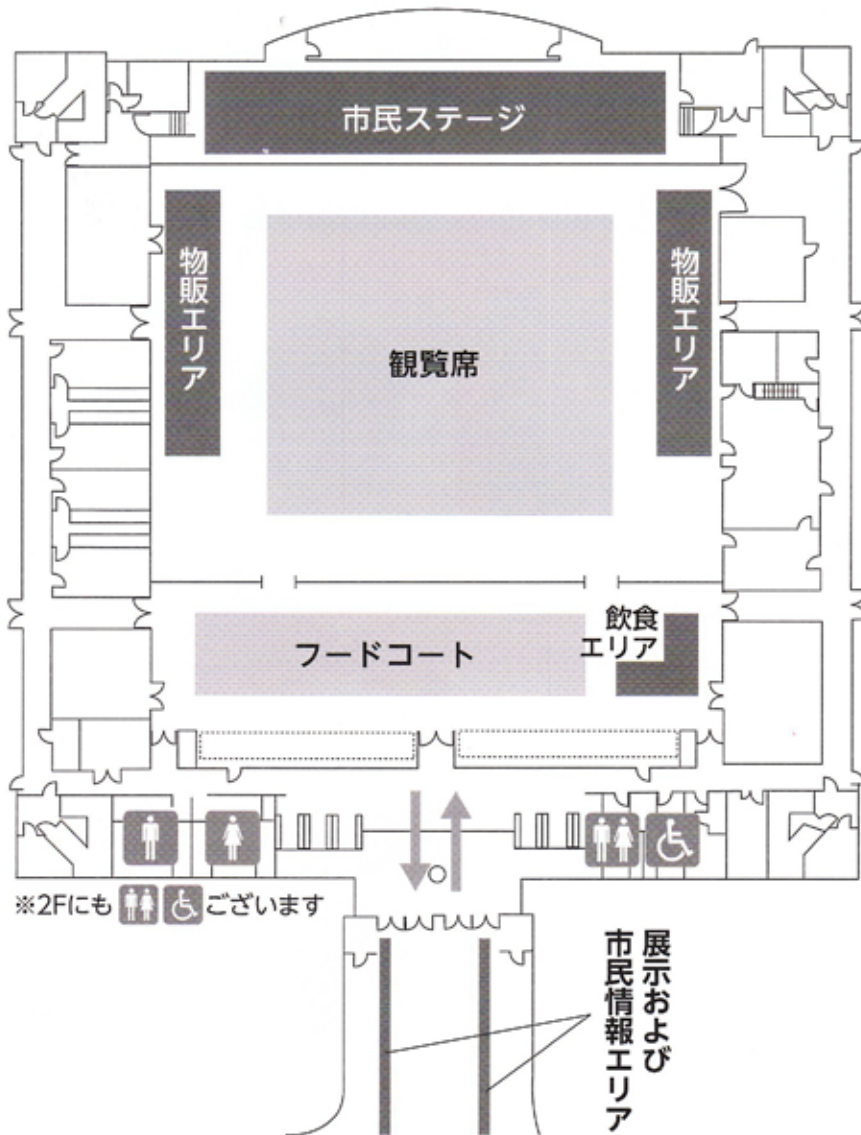 市民ステージ
物販エリア
観覧席
物販エリア
フードコート
飲食
エリア
※2Fにも
ございます
展示および
市民情報エリア